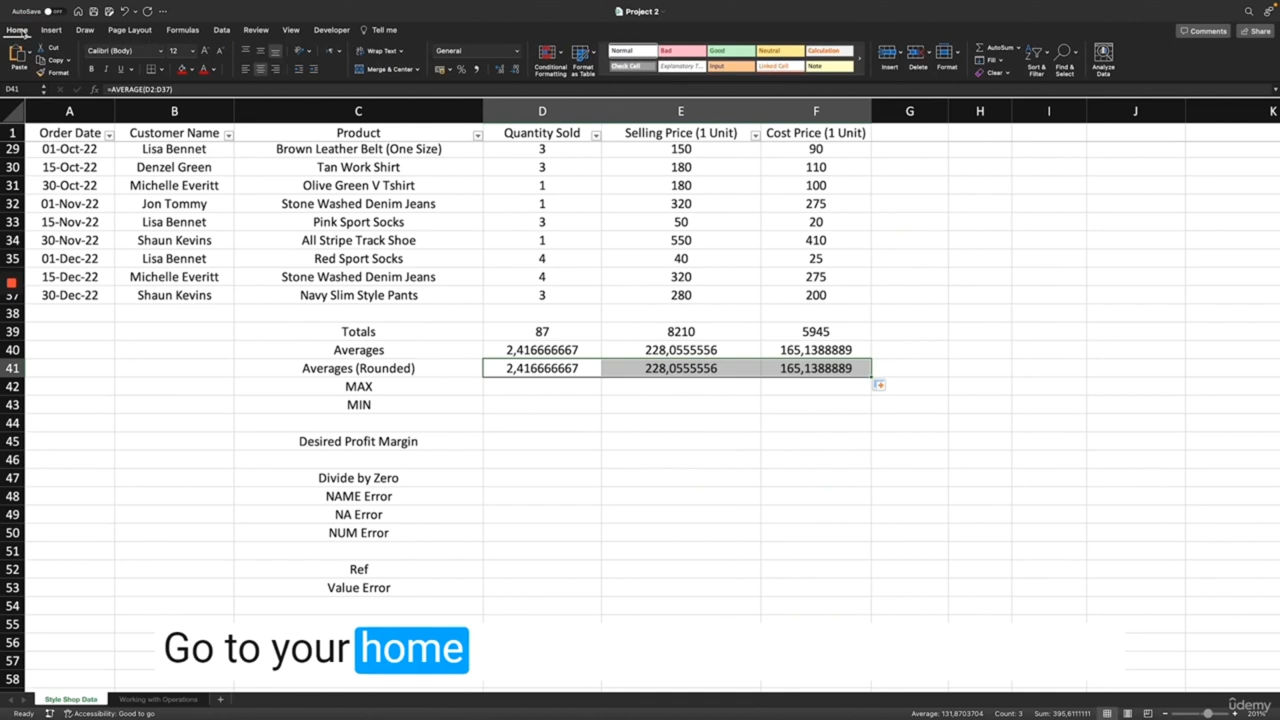 AutoSave OFF
Project 2
Home Insert Draw Page Layout Formulas Data Review View Developer Tell me
Comments Share
Paste
Cut
Copy
Format
Calibri (Body) 12
Wrap Text
Merge & Center
General
Conditional Formatting
Format as Table
Normal Bad Good Neutral Calculation
Check Cell Explanatory T... Input Linked Cell Note
Insert Delete Format
AutoSum
Fill
Clear
Sort & Filter
Find & Select
Analyze Data
D41 fx =AVERAGE(D2:D37)
A B C D E F G H I J K
1 Order Date Customer Name Product Quantity Sold Selling Price (1 Unit) Cost Price (1 Unit)
29 01-Oct-22 Lisa Bennet Brown Leather Belt (One Size) 3 150 90
30 15-Oct-22 Denzel Green Tan Work Shirt 3 180 110
31 30-Oct-22 Michelle Everitt Olive Green V Tshirt 1 180 100
32 01-Nov-22 Jon Tommy Stone Washed Denim Jeans 1 320 275
33 15-Nov-22 Lisa Bennet Pink Sport Socks 3 50 20
34 30-Nov-22 Shaun Kevins All Stripe Track Shoe 1 550 410
35 01-Dec-22 Lisa Bennet Red Sport Socks 4 40 25
15-Dec-22 Michelle Everitt Stone Washed Denim Jeans 4 320 275
37 30-Dec-22 Shaun Kevins Navy Slim Style Pants 3 280 200
38
39 Totals 87 8210 5945
40 Averages 2,416666667 228,0555556 165,1388889
41 Averages (Rounded) 2,416666667 228,0555556 165,1388889
42 MAX
43 MIN
44
45 Desired Profit Margin
46
47 Divide by Zero
48 NAME Error
49 NA Error
50 NUM Error
51
52 Ref
53 Value Error
54
55
56
57
58
Go to your home
Style Shop Data Working with Operations +
Ready Accessibility: Good to go Average: 131,8703704 Count: 3 Sum: 395,6111111 201%
ûdemy